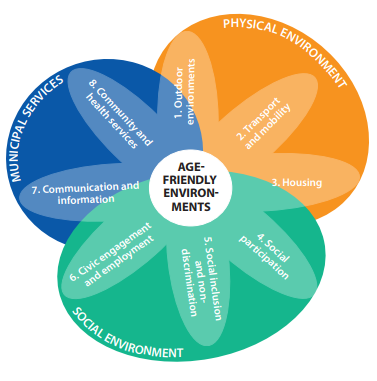 PHYSICAL ENVIRONMENT
MUNICIPAL SERVICES
SOCIAL ENVIRONMENT
AGE-
FRIENDLY
ENVIRON-
MENTS
1. Outdoor
environments
2. Transport
and mobility
3. Housing
4. Social
participation
5. Social inclusion
and non-
discrimination
6. Civic engagement
and employment
7. Communication and
information
8. Community and
health services